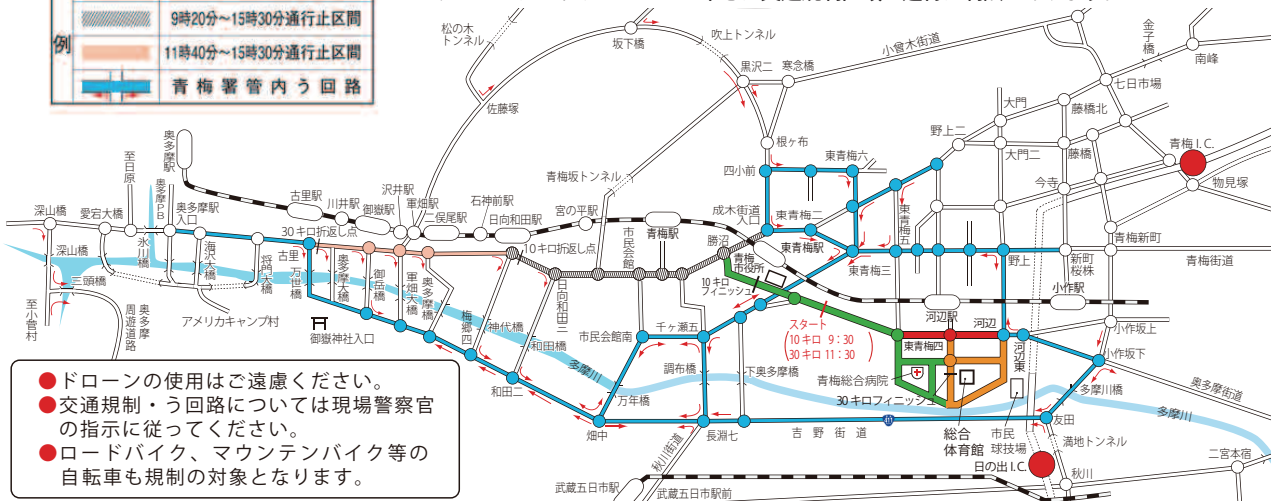 例
9時20分～15時30分通行止区間
11時40分～15時30分通行止区間
青梅署管内う回路
松の木
トンネル
坂下橋
吹上トンネル
小曾木街道
金子橋
南峰
黒沢二
寒念橋
七日市場
佐藤塚
大門
藤橋北
根ヶ布
野上二
大門二
藤橋
青梅I.C.
奥多摩駅
至日原
奥多摩PB
四小前
東青梅六
青梅坂トンネル
今寺
物見塚
深山橋
愛宕大橋
奥多摩駅
入口
古里駅
川井駅
御嶽駅
沢井駅
軍畑駅
二俣尾駅
石神前駅
日向和田駅
宮の平駅
青梅駅
成木街道
入口
東青梅二
東青梅駅
東青梅五
青梅新町
30キロ折返し点
10キロ折返し点
市民会館
勝沼
深山橋
氷川橋
海沢大橋
将門大橋
古里
万世橋
奥多摩大橋
御岳橋
軍畑大橋
奥多摩橋
日向和田三
青梅
市役所
東青梅三
野上
新町
桜株
青梅街道
三頭橋
10キロ
フィニッシュ
小作駅
至小菅村
奥多摩
周遊道路
アメリカキャンプ村
御嶽神社入口
梅郷四
神代橋
和田橋
市民会館南
千ヶ瀬五
スタート
10キロ 9：30
30キロ 11：30
河辺駅
河辺
東青梅四
河辺東
小作坂上
小作坂下
多摩川
調布橋
下奥多摩橋
青梅総合病院
奥多摩街道
和田二
万年橋
30キロフィニッシュ
多摩川橋
多摩川
畑中
長淵七
吉野街道
総合
体育館
市民
球技場
友田
満地トンネル
秋川街道
日の出I.C.
秋川
二宮本宿
武蔵五日市駅
武蔵五日市駅前
●ドローンの使用はご遠慮ください。
●交通規制・う回路については現場警察官
の指示に従ってください。
●ロードバイク、マウンテンバイク等の
自転車も規制の対象となります。